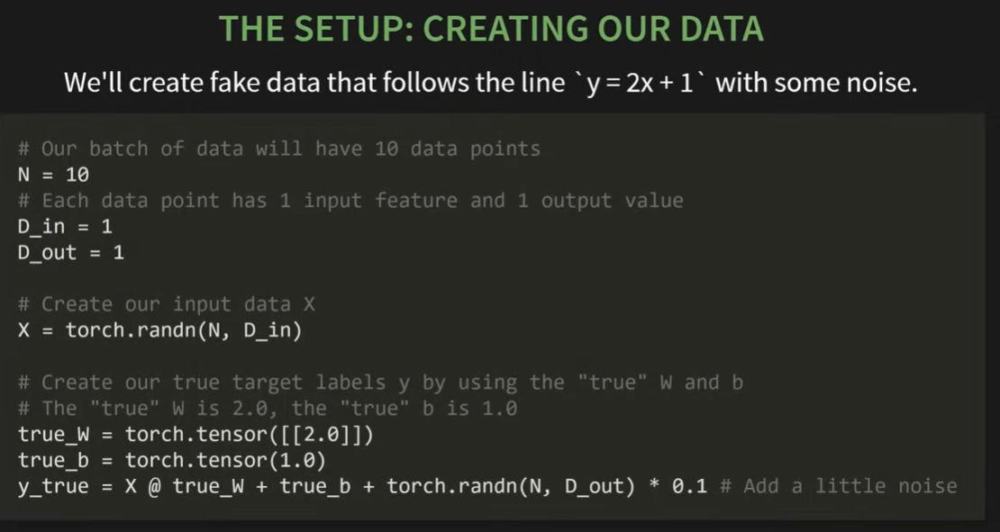 THE SETUP: CREATING OUR DATA
We'll create fake data that follows the line `y = 2x + 1` with some noise.
# Our batch of data will have 10 data points
N = 10
# Each data point has 1 input feature and 1 output value
D_in = 1
D_out = 1
# Create our input data X
X = torch.randn(N, D_in)
# Create our true target labels y by using the "true" W and b
# The "true" W is 2.0, the "true" b is 1.0
true_W = torch.tensor([[2.0]])
true_b = torch.tensor(1.0)
y_true = X @ true_W + true_b + torch.randn(N, D_out) * 0.1 # Add a little noise